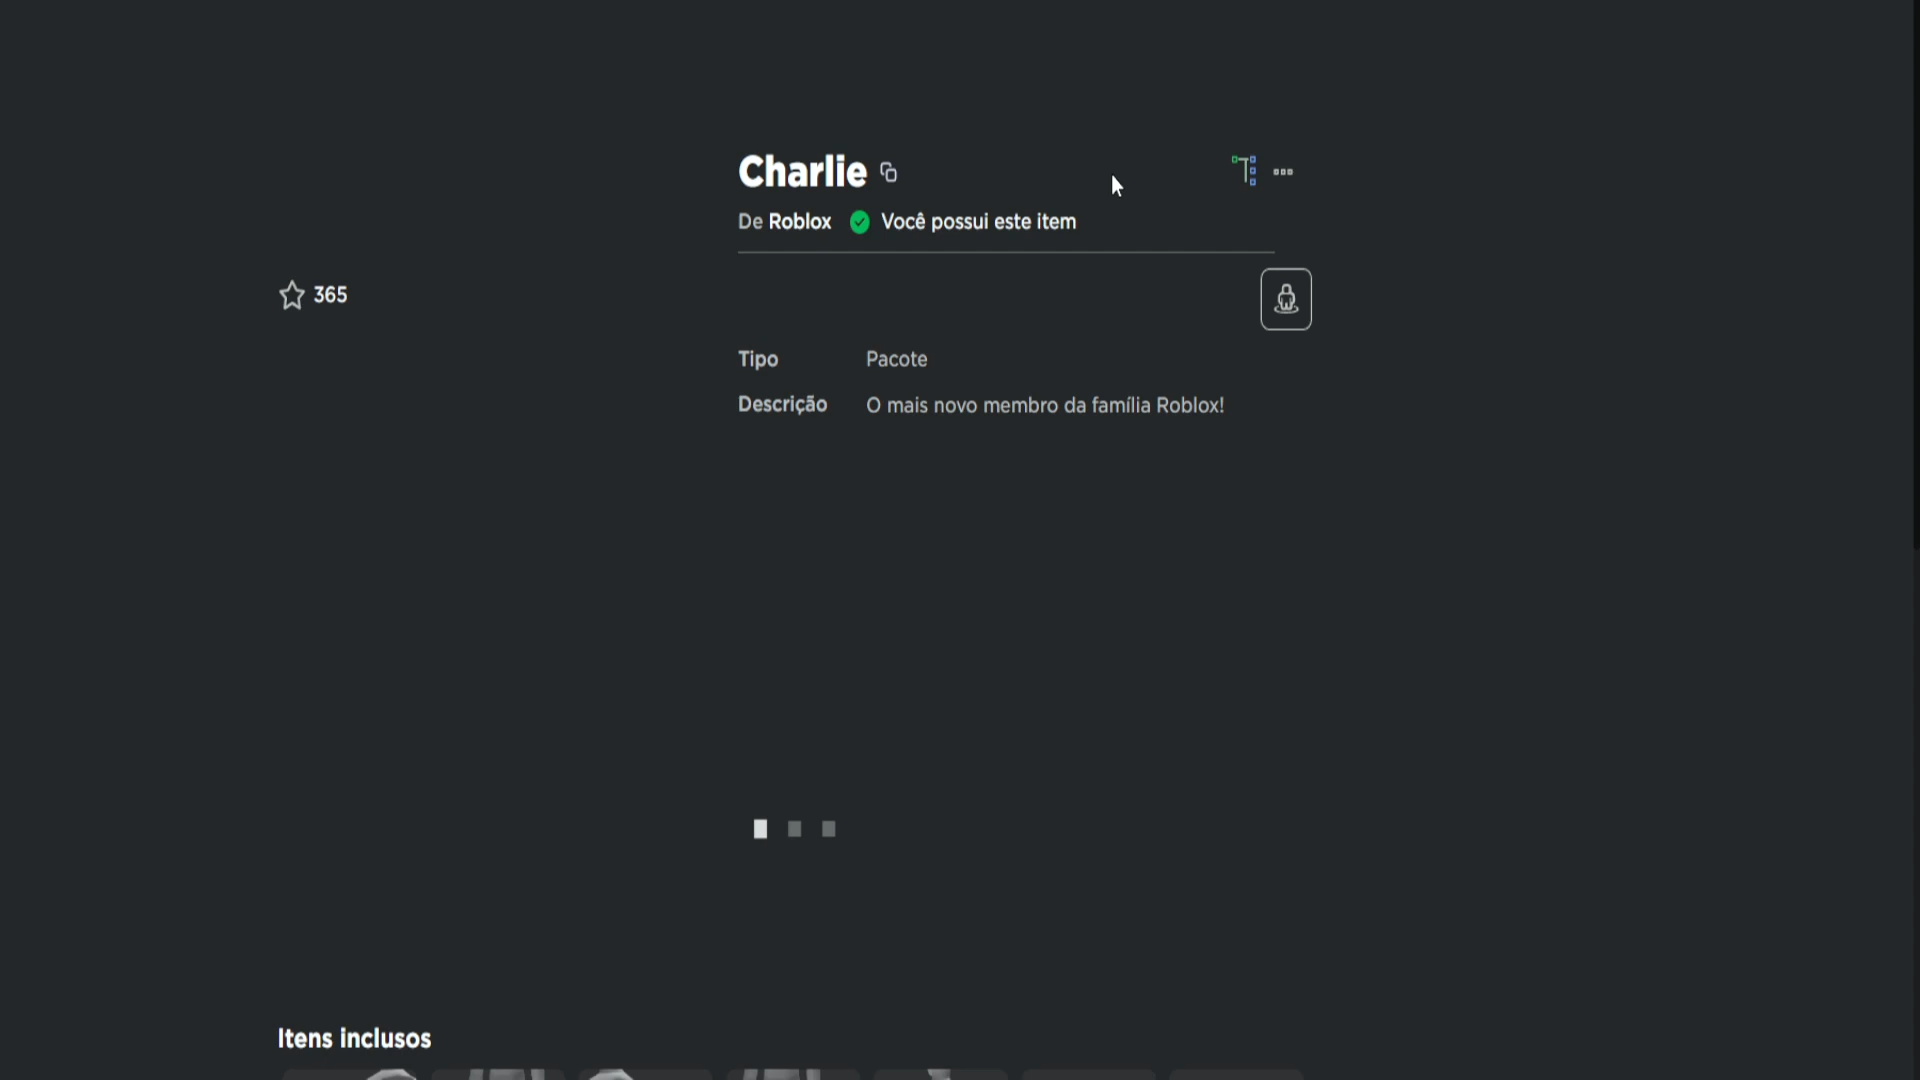 Charlie
De Roblox Você possui este item
365
Tipo Pacote
Descrição O mais novo membro da família Roblox!
Itens inclusos